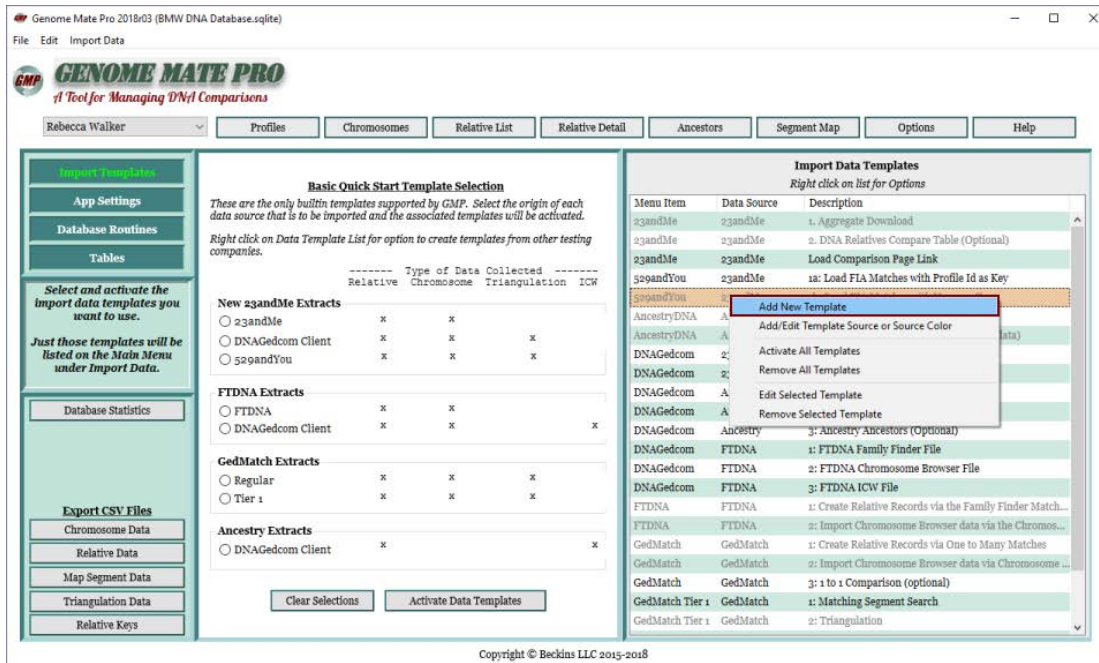 Genome Mate Pro 2018r03 (BMW DNA Database.sqlite)
File Edit Import Data
GMP GENOME MATE PRO
A Tool for Managing DNA Comparisons
Rebecca Walker Profiles Chromosomes Relative List Relative Detail Ancestors Segment Map Options Help
Import Templates
App Settings
Database Routines
Tables
Select and activate the
import data templates you
want to use.
Just those templates will be
listed on the Main Menu
under Import Data.
Database Statistics
Export CSV Files
Chromosome Data
Relative Data
Map Segment Data
Triangulation Data
Relative Keys
Basic Quick Start Template Selection
These are the only builtin templates supported by GMP. Select the origin of each
data source that is to be imported and the associated templates will be activated.
Right click on Data Template List for option to create templates from other testing
companies.
------- Type of Data Collected -------
Relative Chromosome Triangulation ICW
New 23andMe Extracts
23andMe x x
DNAGedcom Client x x x
529andYou x x x
FTDNA Extracts
FTDNA x x
DNAGedcom Client x x x
GedMatch Extracts
Regular x x x
Tier 1 x x x
Ancestry Extracts
DNAGedcom Client x x
Clear Selections Activate Data Templates
Import Data Templates
Right click on list for Options
Menu Item Data Source Description
23andMe 23andMe 1. Aggregate Download
23andMe 23andMe 2. DNA Relatives Compare Table (Optional)
23andMe 23andMe Load Comparison Page Link
529andYou 23andMe 1a: Load FIA Matches with Profile Id as Key
529andYou
AncestryDNA A
AncestryDNA A
DNAGedcom 23
DNAGedcom 23
DNAGedcom A
DNAGedcom A
DNAGedcom Ancestry 3: Ancestry Ancestors (Optional)
DNAGedcom FTDNA 1: FTDNA Family Finder File
DNAGedcom FTDNA 2: FTDNA Chromosome Browser File
DNAGedcom FTDNA 3: FTDNA ICW File
FTDNA FTDNA 1: Create Relative Records via the Family Finder Match...
FTDNA FTDNA 2: Import Chromosome Browser data via the Chromos...
GedMatch GedMatch 1: Create Relative Records via One to Many Matches
GedMatch GedMatch 2: Import Chromosome Browser data via Chromosome ...
GedMatch GedMatch 3: 1 to 1 Comparison (optional)
GedMatch Tier 1 GedMatch 1: Matching Segment Search
GedMatch Tier 1 GedMatch 2: Triangulation
Add New Template
Add/Edit Template Source or Source Color
Activate All Templates
Remove All Templates
Edit Selected Template
Remove Selected Template
Copyright © Beckins LLC 2015-2018